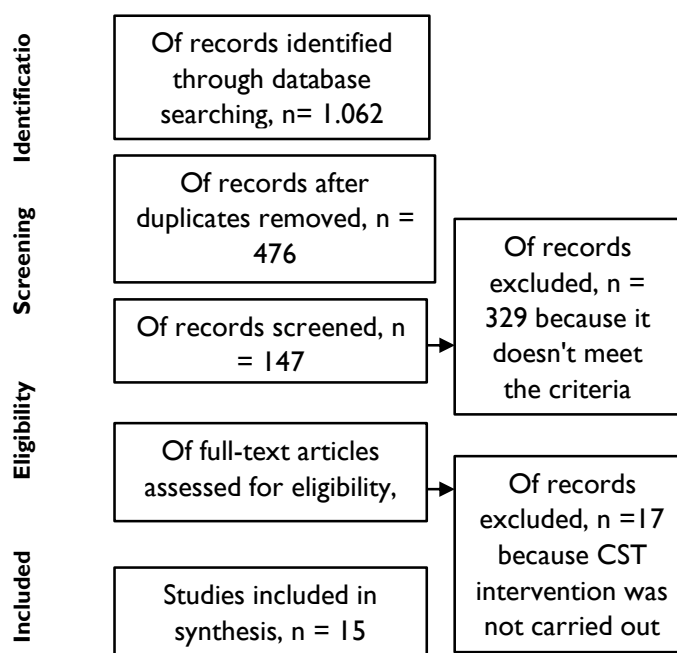 Identificatio
Of records identified
through database
searching, n= 1.062
Screening
Of records after
duplicates removed, n =
476
Of records screened, n
= 147
Of records
excluded, n =
329 because it
doesn't meet
the criteria
Eligibility
Of full-text articles
assessed for eligibility,
Of records
excluded, n =17
because CST
intervention was
not carried out
Included
Studies included in
synthesis, n = 15